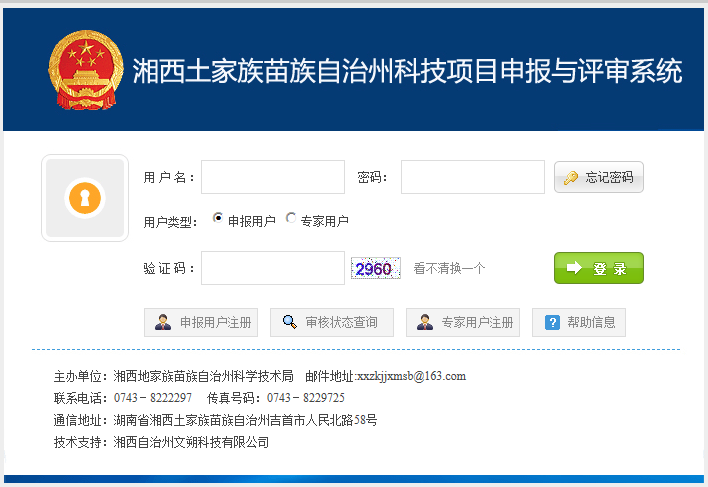 湘西土家族苗族自治州科技项目申报与评审系统
用 户 名： 密码： 忘记密码
用户类型： 申报用户 专家用户
验 证 码： 2960 看不清换一个 登 录
申报用户注册 审核状态查询 专家用户注册 帮助信息
主办单位：湘西地家族苗族自治州科学技术局 邮件地址:xxzkjjxmsb@163.com
联系电话：0743－8222297 传真号码：0743－8229725
通信地址：湖南省湘西土家族苗族自治州吉首市人民北路58号
技术支持：湘西自治州文朔科技有限公司